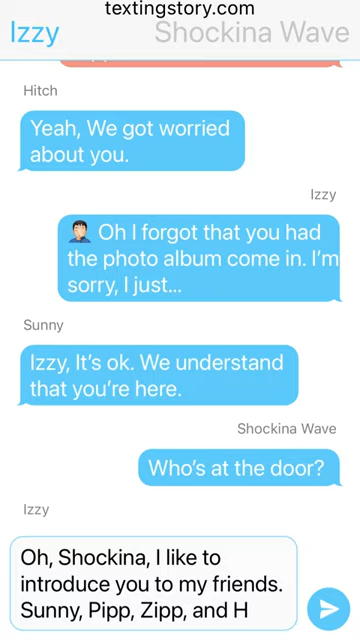 textingstory.com
Izzy
Shockina Wave
Hitch
Yeah, We got worried
about you.
Izzy
🤦🏻‍♂️ Oh I forgot that you had
the photo album come in. I'm
sorry, I just...
Sunny
Izzy, It's ok. We understand
that you're here.
Shockina Wave
Who's at the door?
Izzy
Oh, Shockina, I like to
introduce you to my friends.
Sunny, Pipp, Zipp, and H